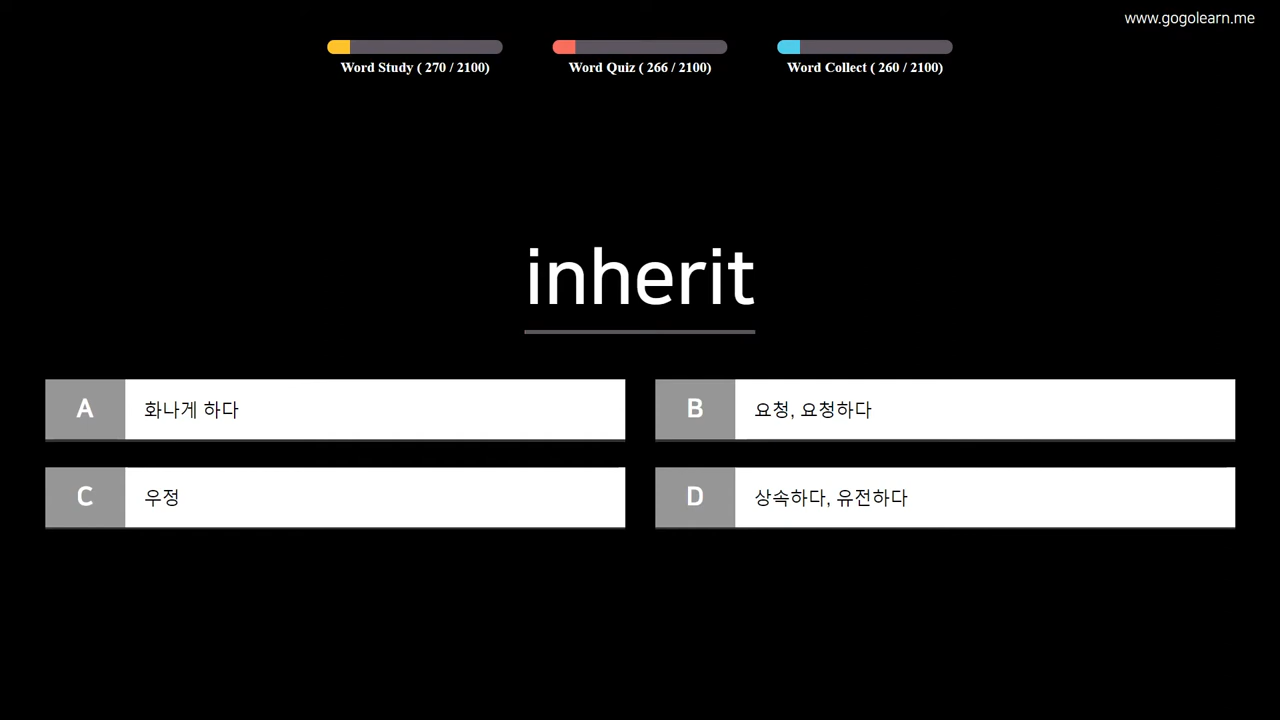 www.gogolearn.me
Word Study ( 270 / 2100)
Word Quiz ( 266 / 2100)
Word Collect ( 260 / 2100)
inherit
A 화나게 하다
B 요청, 요청하다
C 우정
D 상속하다, 유전하다